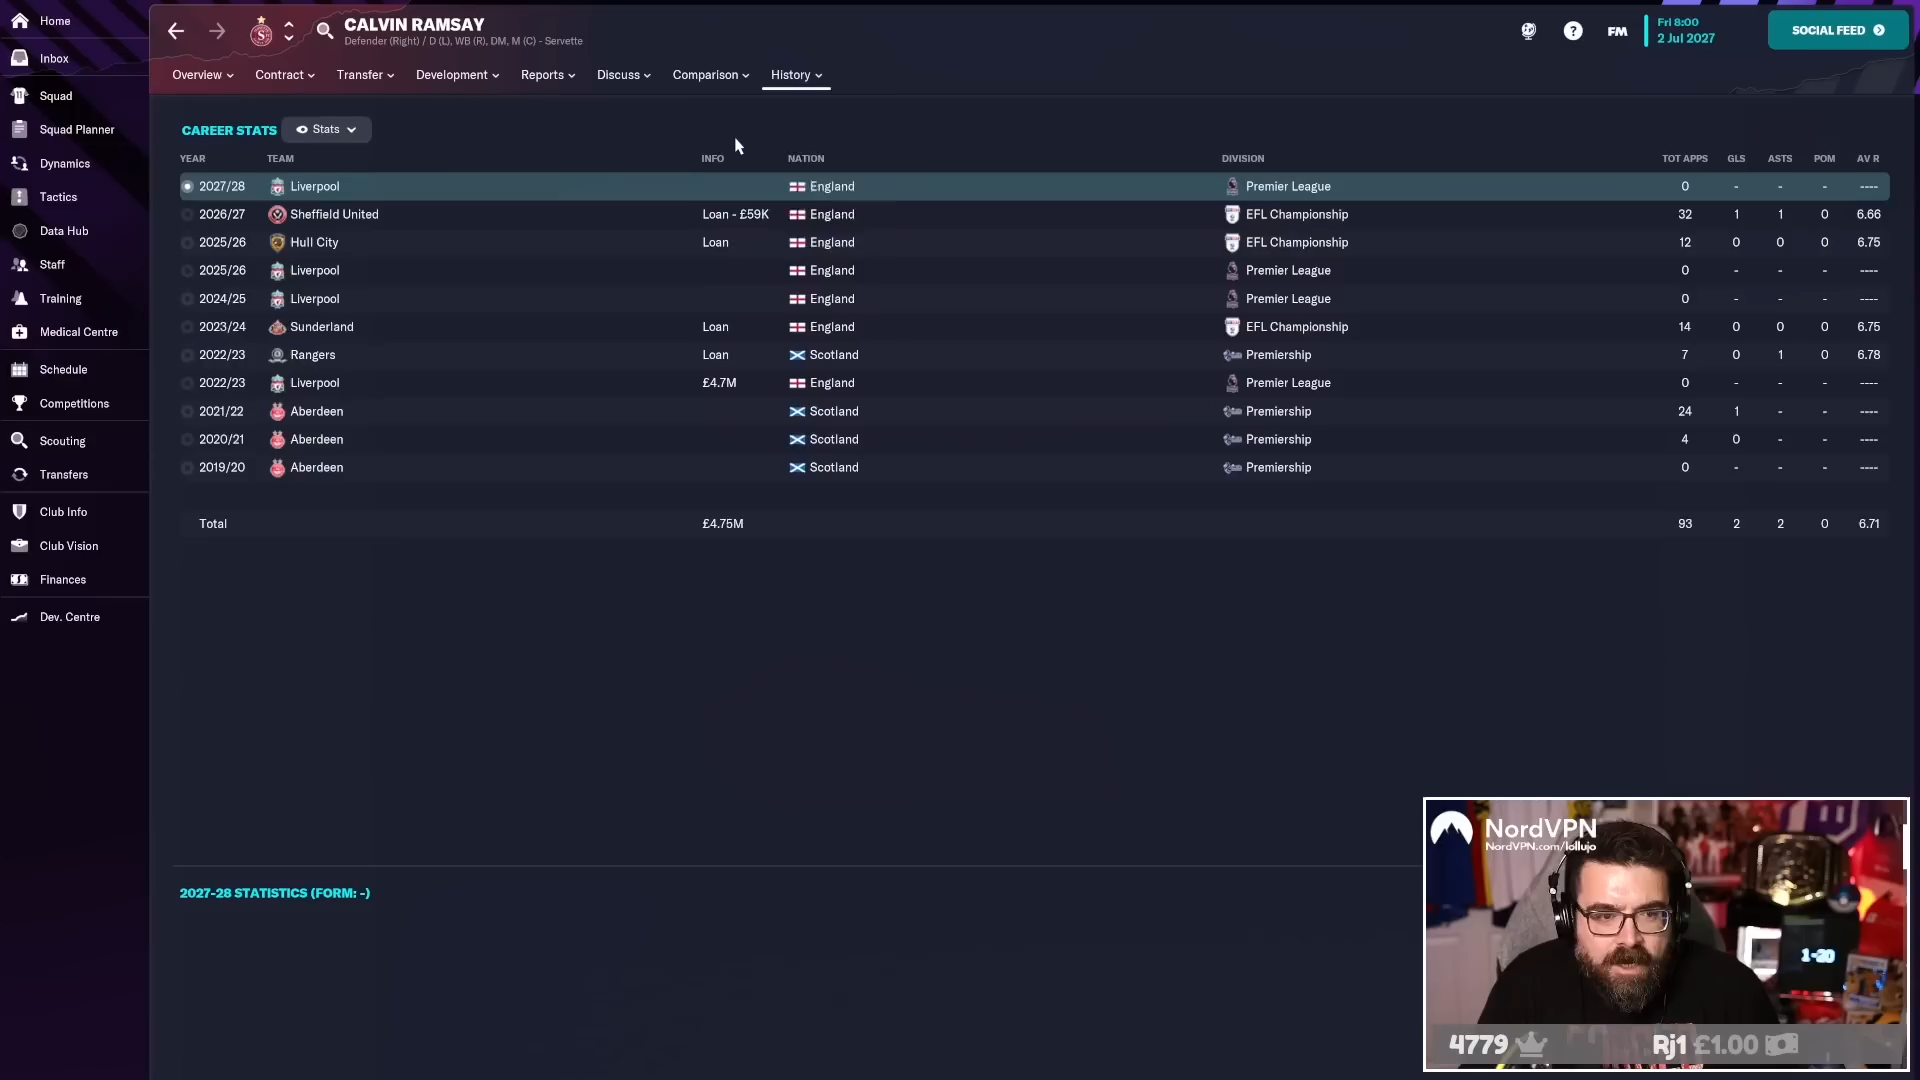 Home
Inbox
Squad
Squad Planner
Dynamics
Tactics
Data Hub
Staff
Training
Medical Centre
Schedule
Competitions
Scouting
Transfers
Club Info
Club Vision
Finances
Dev. Centre
CALVIN RAMSAY
Defender (Right) / D (L), WB (R), DM, M (C) - Servette
FM
Fri 8:00
2 Jul 2027
SOCIAL FEED
Overview Contract Transfer Development Reports Discuss Comparison History
CAREER STATS Stats
YEAR TEAM INFO NATION DIVISION TOT APPS GLS ASTS POM AV R
2027/28 Liverpool England Premier League 0 - - - ----
2026/27 Sheffield United Loan - £59K England EFL Championship 32 1 1 0 6.66
2025/26 Hull City Loan England EFL Championship 12 0 0 0 6.75
2025/26 Liverpool England Premier League 0 - - - ----
2024/25 Liverpool England Premier League 0 - - - ----
2023/24 Sunderland Loan England EFL Championship 14 0 0 0 6.75
2022/23 Rangers Loan Scotland Premiership 7 0 1 0 6.78
2022/23 Liverpool £4.7M England Premier League 0 - - - ----
2021/22 Aberdeen Scotland Premiership 24 1 - - ----
2020/21 Aberdeen Scotland Premiership 4 0 - - ----
2019/20 Aberdeen Scotland Premiership 0 - - - ----
Total £4.75M 93 2 2 0 6.71
2027-28 STATISTICS (FORM: -)
NordVPN
NordVPN.com/lollujo
1-20
4779 Rj1 £1.00